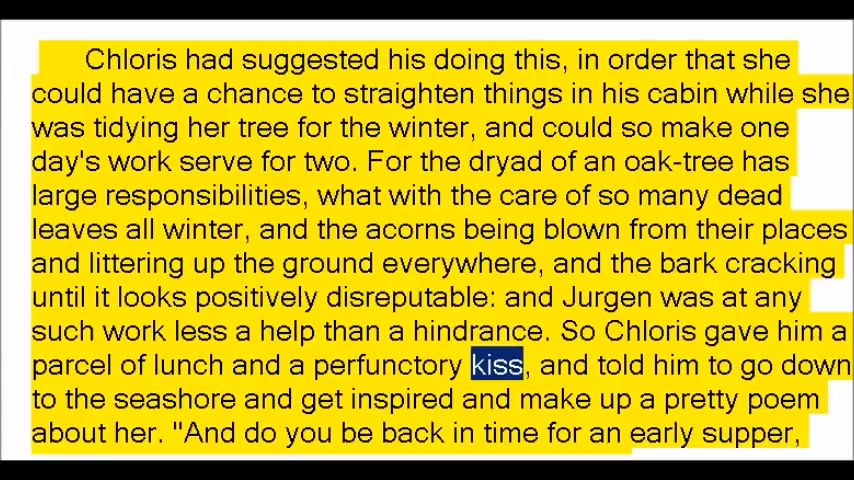 Chloris had suggested his doing this, in order that she
could have a chance to straighten things in his cabin while she
was tidying her tree for the winter, and could so make one
day's work serve for two. For the dryad of an oak-tree has
large responsibilities, what with the care of so many dead
leaves all winter, and the acorns being blown from their places
and littering up the ground everywhere, and the bark cracking
until it looks positively disreputable: and Jurgen was at any
such work less a help than a hindrance. So Chloris gave him a
parcel of lunch and a perfunctory kiss, and told him to go down
to the seashore and get inspired and make up a pretty poem
about her. "And do you be back in time for an early supper,